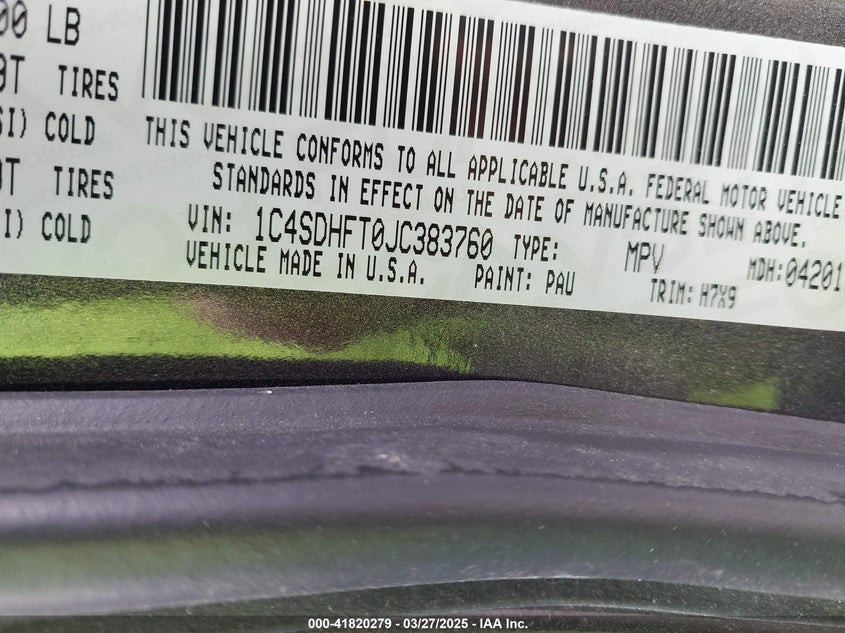 00 LB
TIRES
SI) COLD
TIRES
I) COLD
THIS VEHICLE CONFORMS TO ALL APPLICABLE U.S.A. FEDERAL MOTOR VEHICLE
STANDARDS IN EFFECT ON THE DATE OF MANUFACTURE SHOWN ABOVE.
VIN: 1C4SDHFT0JC383760 TYPE: MPV MDH:04201
VEHICLE MADE IN U.S.A. PAINT: PAU TRIM: H7X9
000-41820279 - 03/27/2025 - IAA Inc.